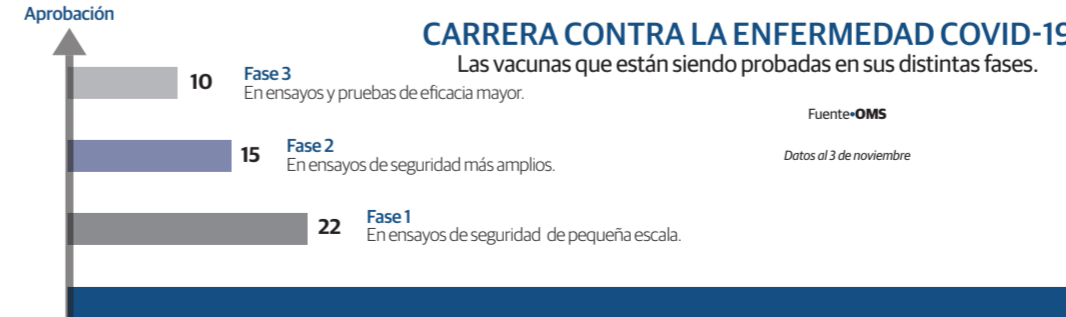 Aprobación
CARRERA CONTRA LA ENFERMEDAD COVID-19
Las vacunas que están siendo probadas en sus distintas fases.
Fuente•OMS
Datos al 3 de noviembre
10
Fase 3
En ensayos y pruebas de eficacia mayor.
15
Fase 2
En ensayos de seguridad más amplios.
22
Fase 1
En ensayos de seguridad de pequeña escala.